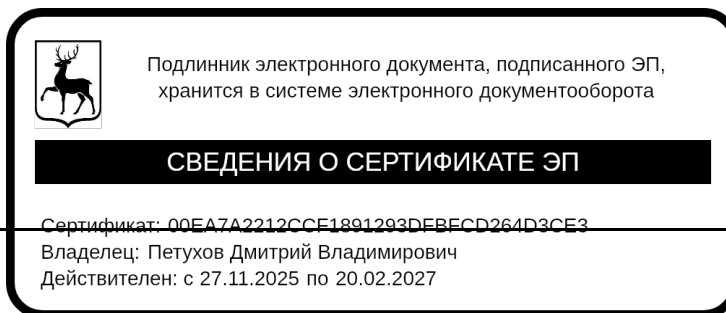 Подлинник электронного документа, подписанного ЭП,
хранится в системе электронного документооборота
СВЕДЕНИЯ О СЕРТИФИКАТЕ ЭП
Сертификат: 00EA7A2212CCF1891293DFBFCD264D3CE3
Владелец: Петухов Дмитрий Владимирович
Действителен: с 27.11.2025 по 20.02.2027